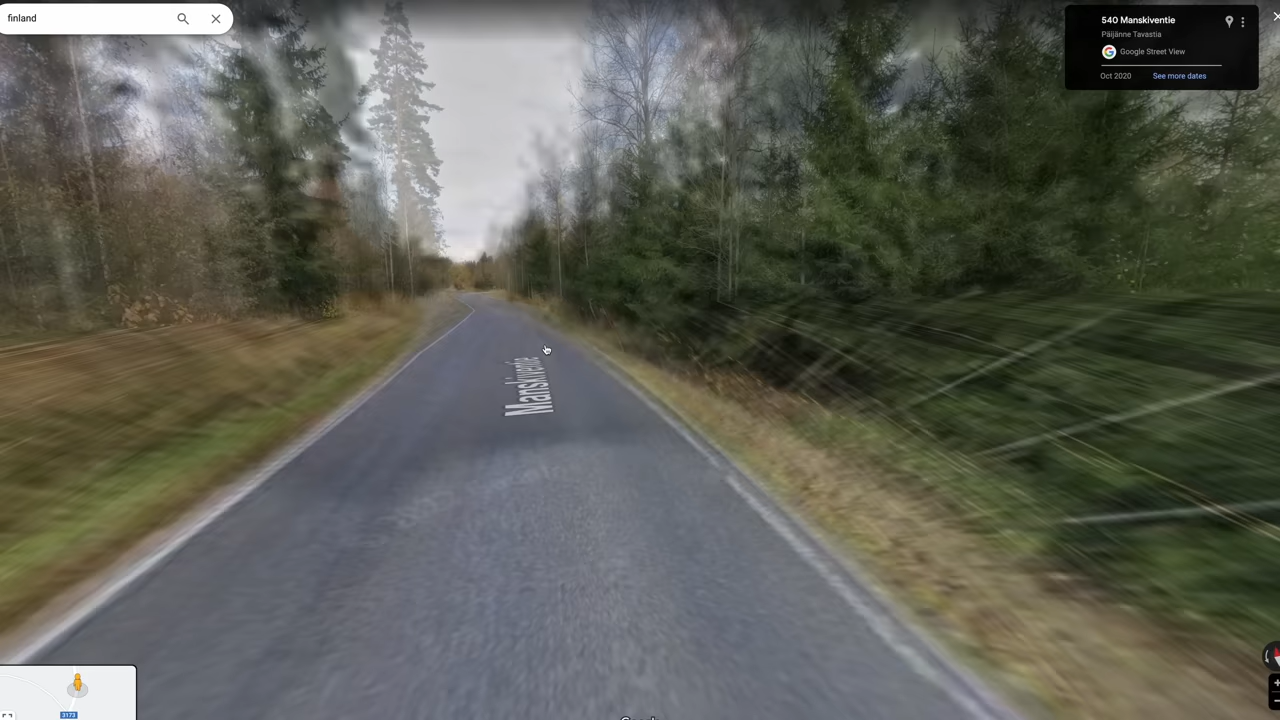 finland
540 Manskiventie
Päijänne Tavastia
Google Street View
Oct 2020
See more dates
Manskiventie
3173